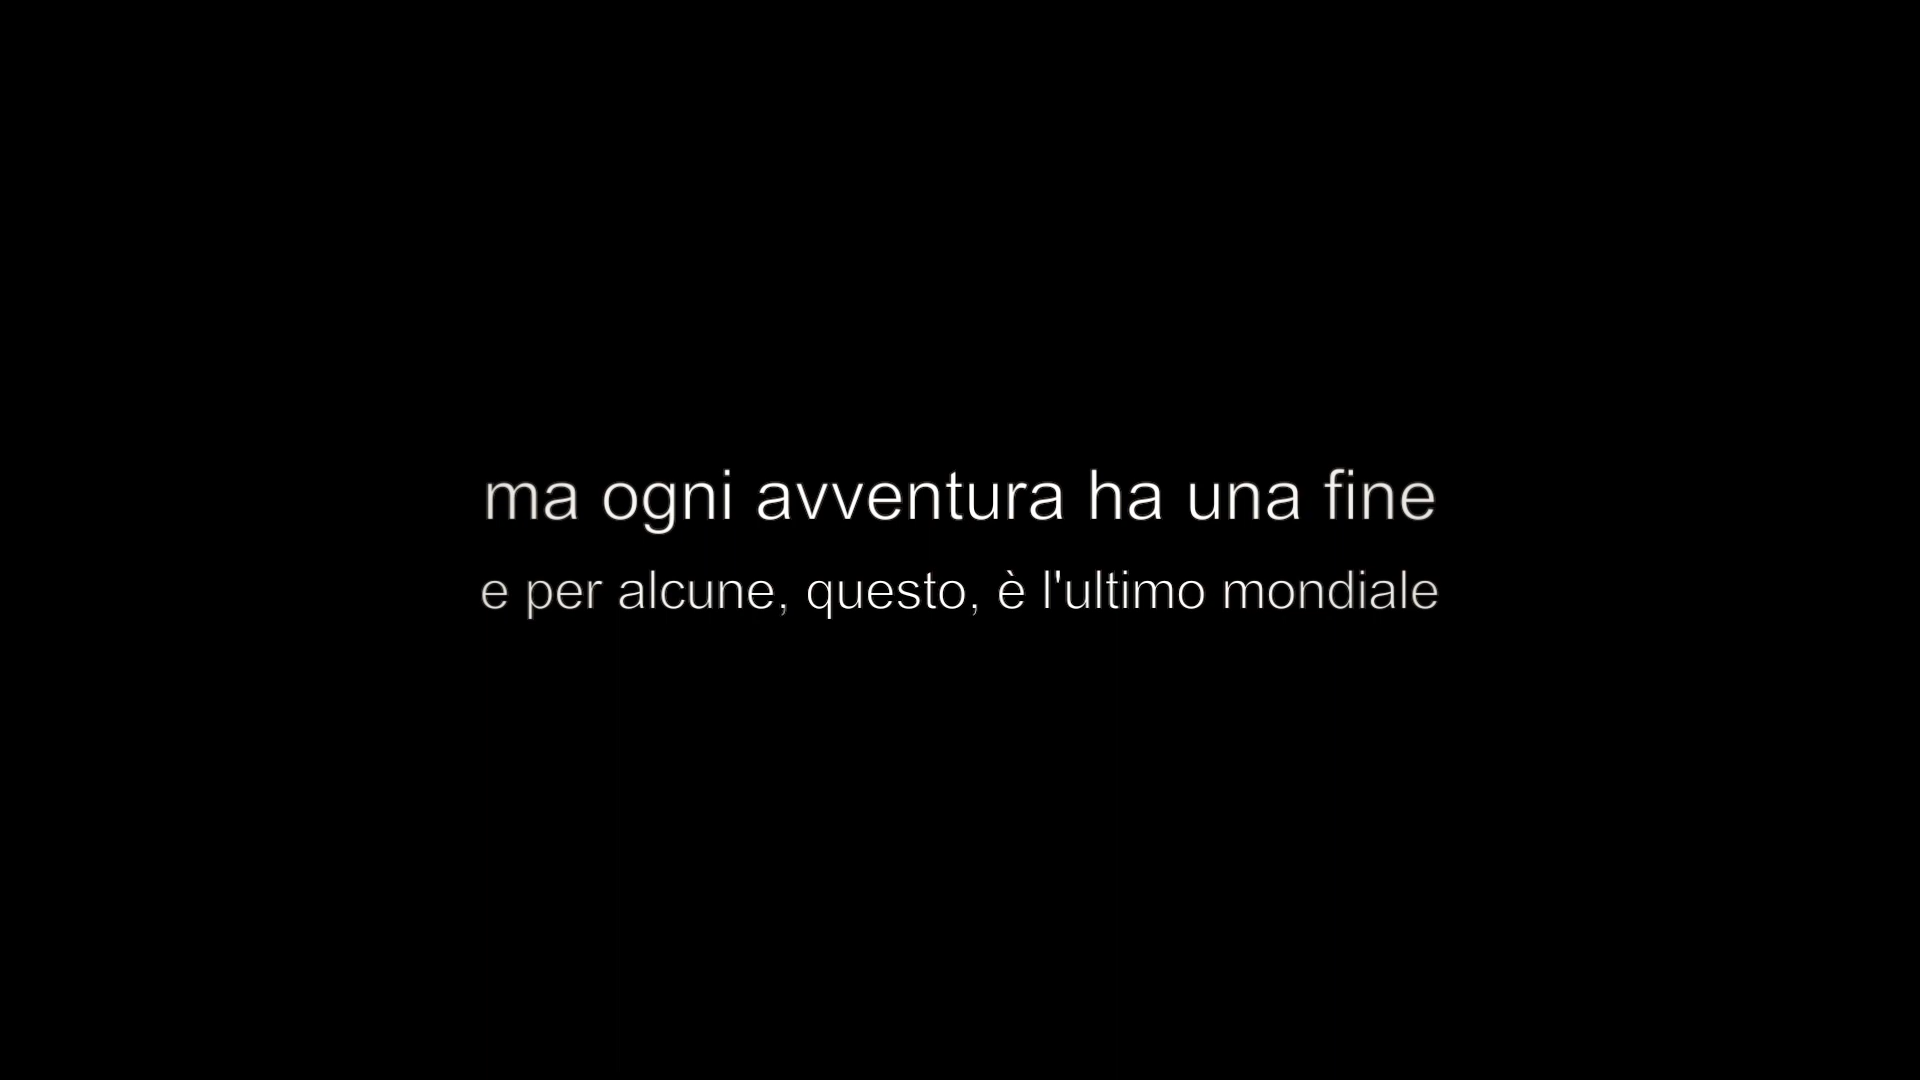 ma ogni avventura ha una fine
e per alcune, questo, è l'ultimo mondiale